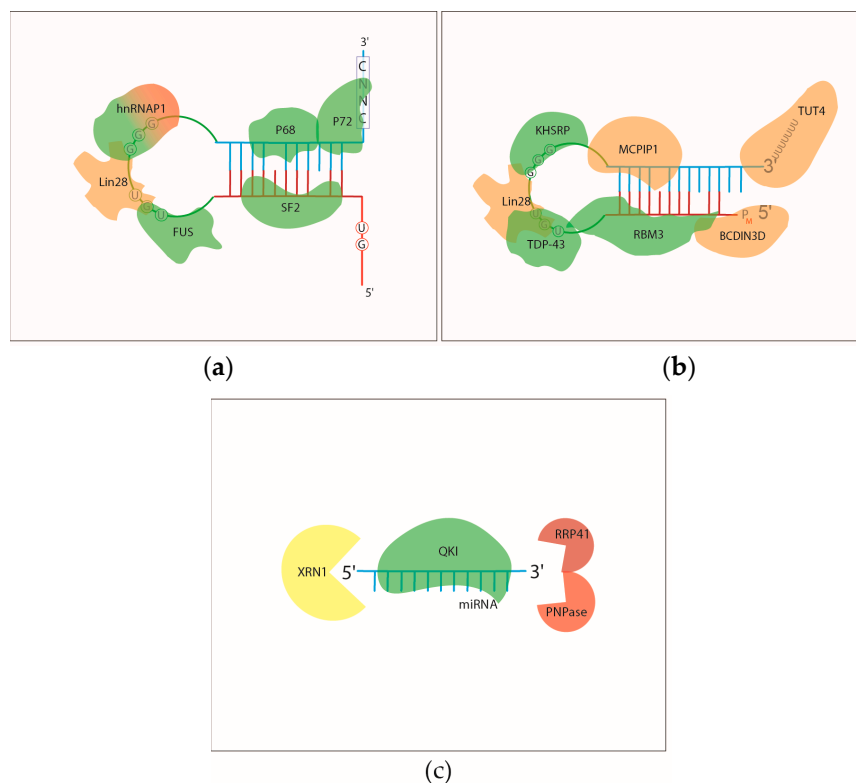 3'
C
N
N
C
hnRNAP1
G
G
G
P68
P72
Lin28
U
G
U
SF2
FUS
U
G
5'
(a)
TUT4
KHSRP
MCPIP1
UUUUUUU
3'
G
G
G
Lin28
U
G
U
TDP-43
RBM3
P
M
5'
BCDIN3D
(b)
RRP41
QKI
XRN1
5'
3'
miRNA
PNPase
(c)